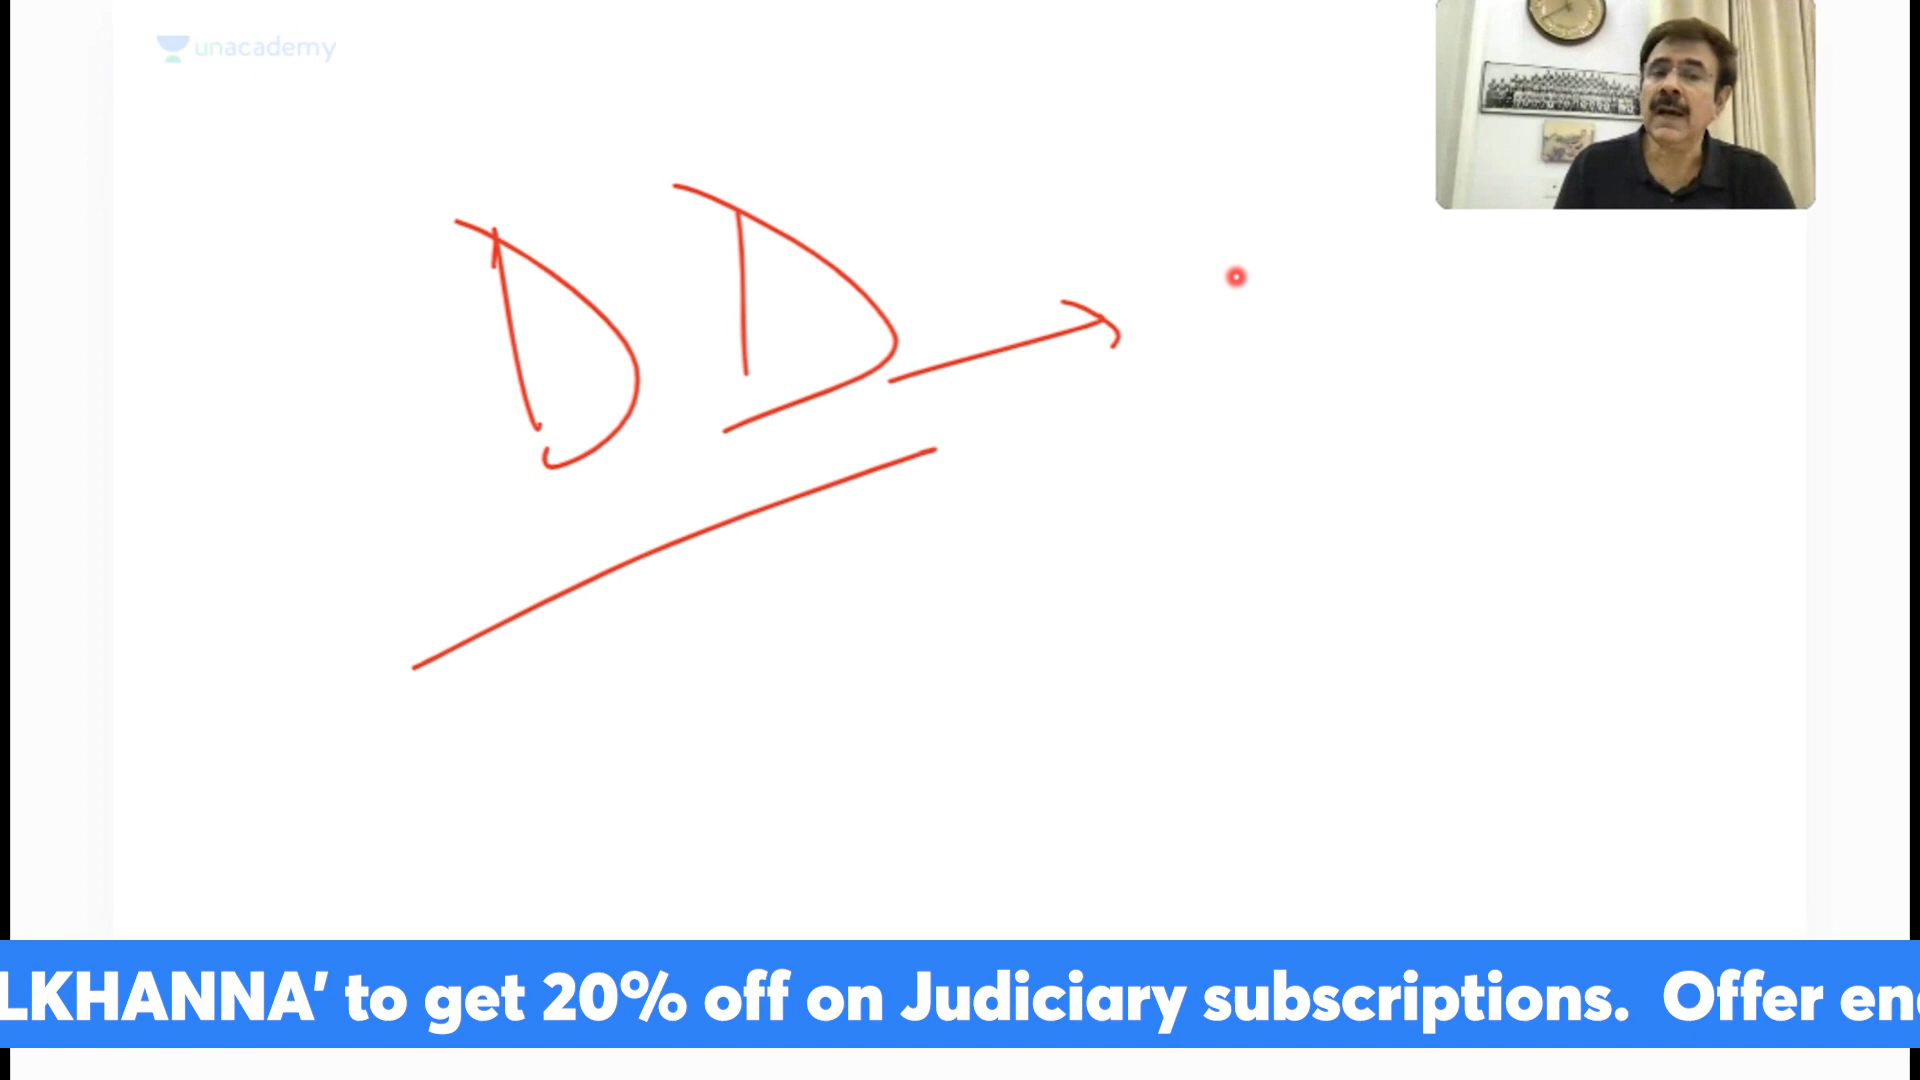 unacademy
DD →
LKHANNA’ to get 20% off on Judiciary subscriptions. Offer en